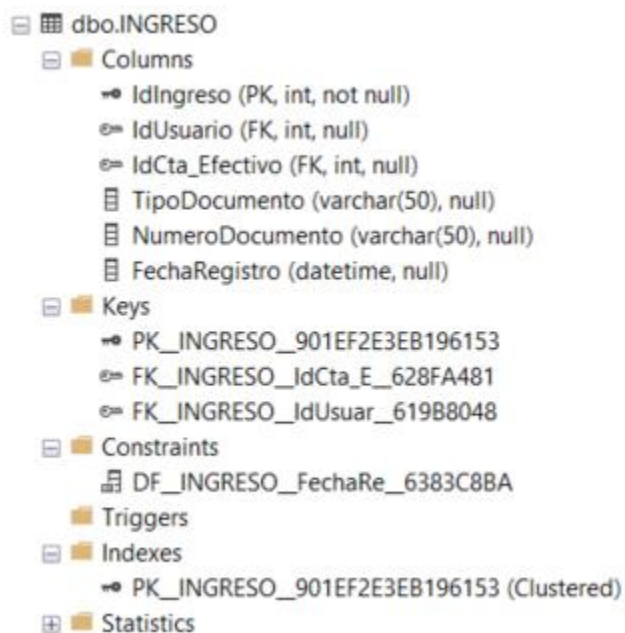 dbo.INGRESO
Columns
IdIngreso (PK, int, not null)
IdUsuario (FK, int, null)
IdCta_Efectivo (FK, int, null)
TipoDocumento (varchar(50), null)
NumeroDocumento (varchar(50), null)
FechaRegistro (datetime, null)
Keys
PK__INGRESO__901EF2E3EB196153
FK__INGRESO__IdCta_E__628FA481
FK__INGRESO__IdUsuar__619B8048
Constraints
DF__INGRESO__FechaRe__6383C8BA
Triggers
Indexes
PK__INGRESO__901EF2E3EB196153 (Clustered)
Statistics